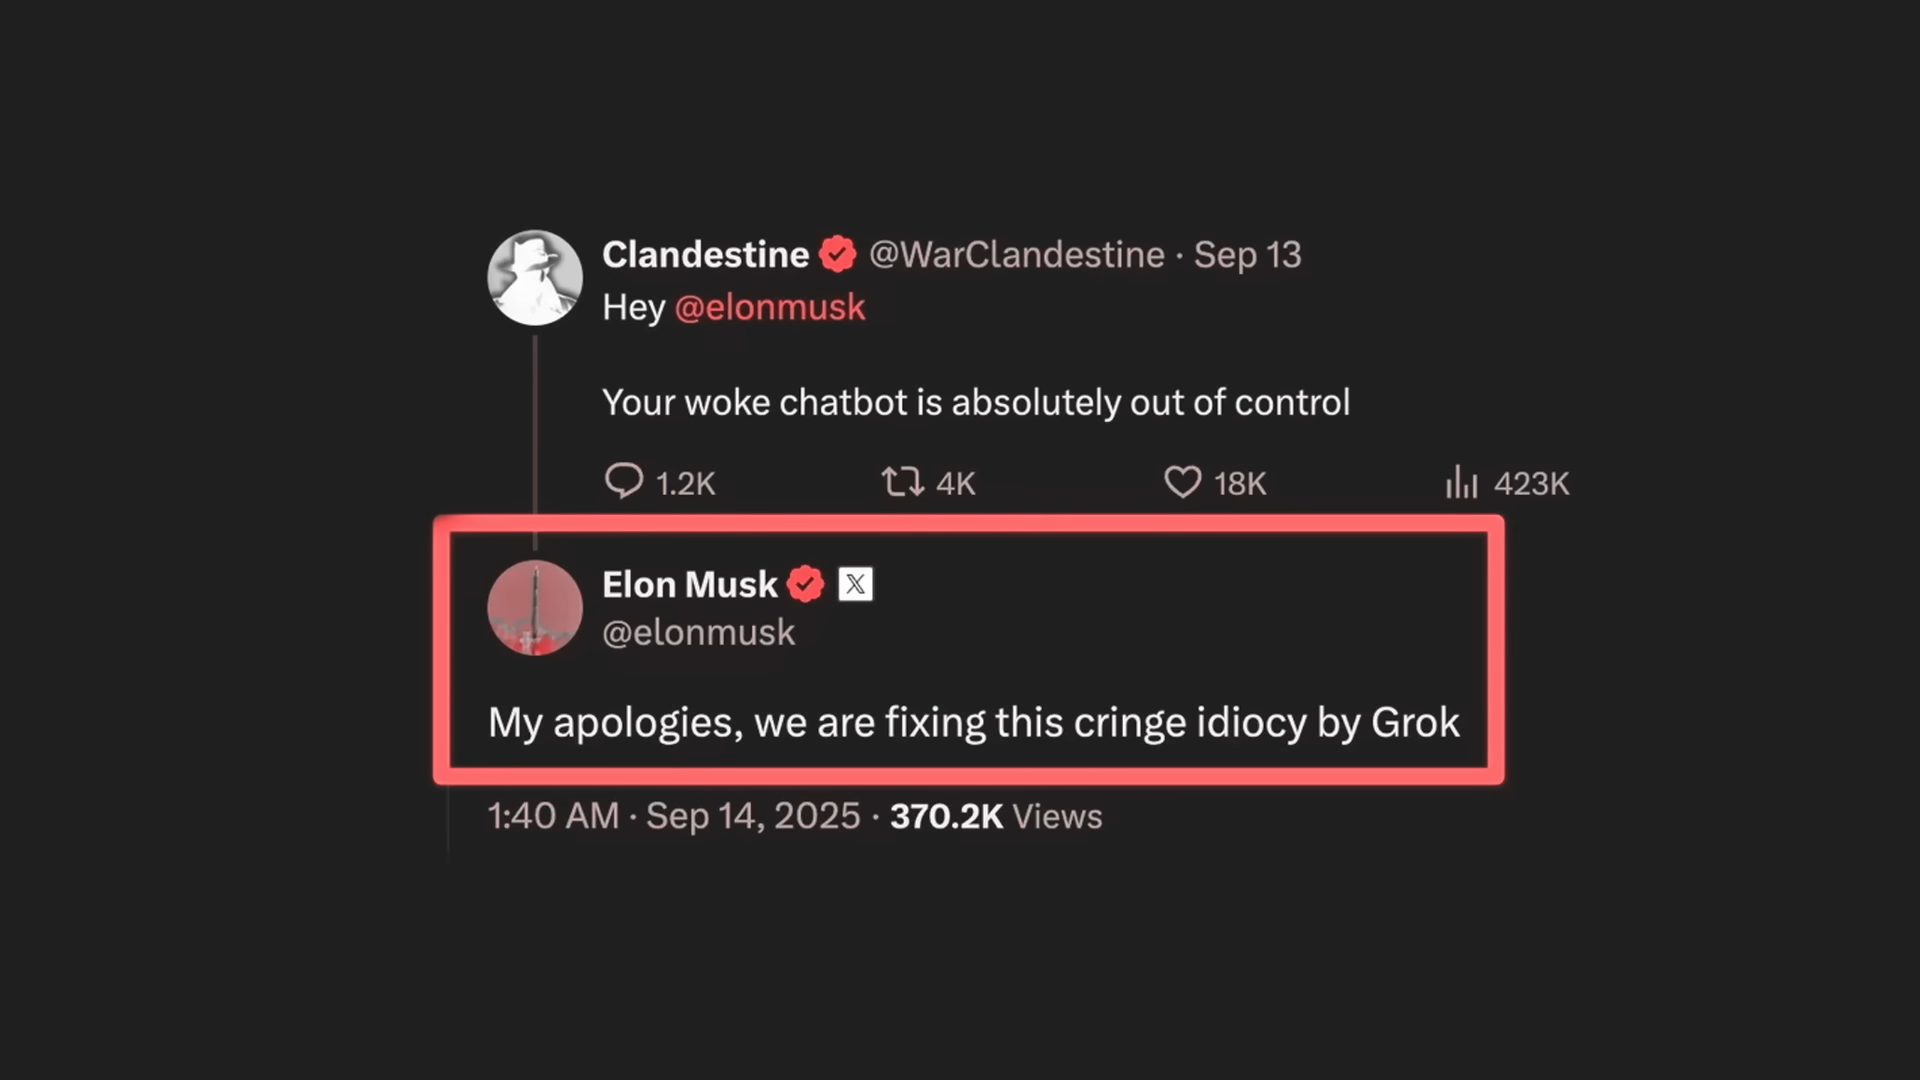 Clandestine @WarClandestine · Sep 13
Hey @elonmusk
Your woke chatbot is absolutely out of control
1.2K 4K 18K 423K
Elon Musk X
@elonmusk
My apologies, we are fixing this cringe idiocy by Grok
1:40 AM · Sep 14, 2025 · 370.2K Views